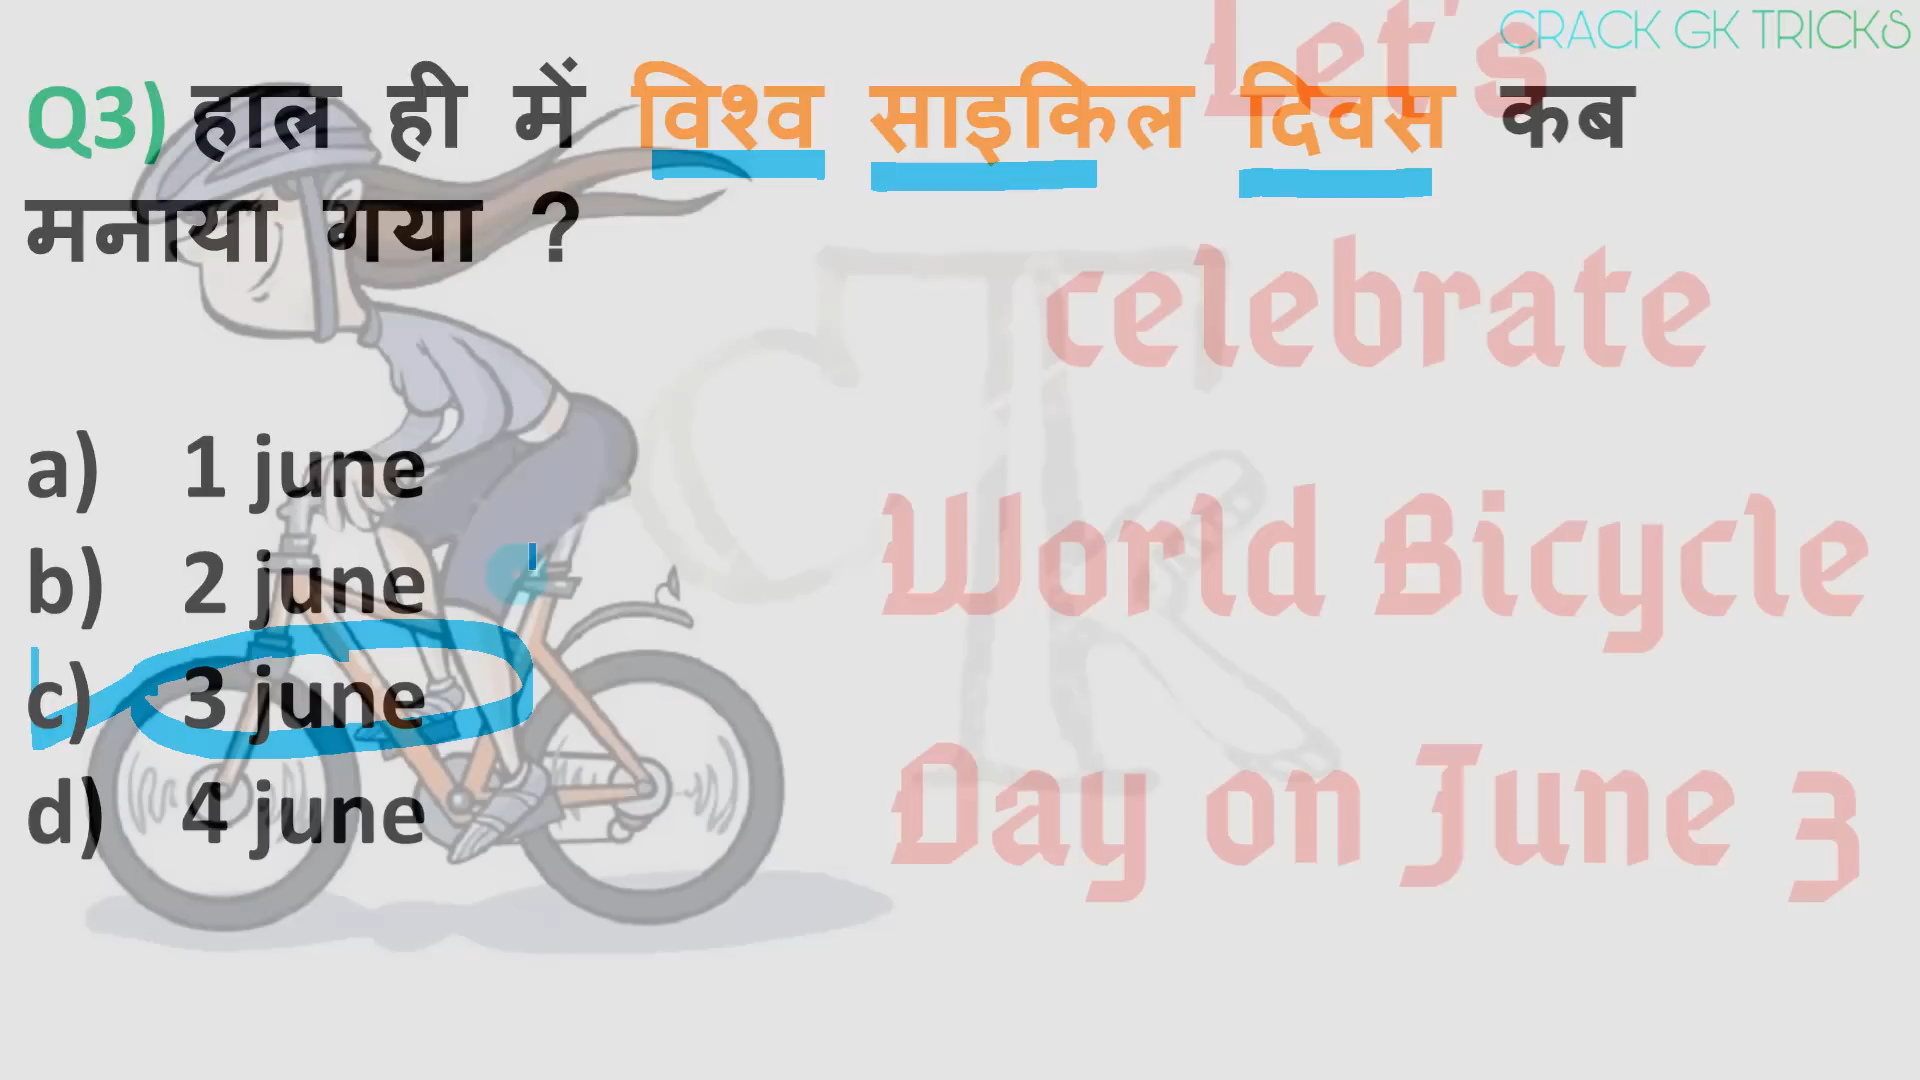 CRACK GK TRICKS
Q3) हाल ही में विश्व साइकिल दिवस कब
मनाया गया ?
a) 1 june
b) 2 june
c) 3 june
d) 4 june
Let's
celebrate
World Bicycle
Day on June 3
CTK